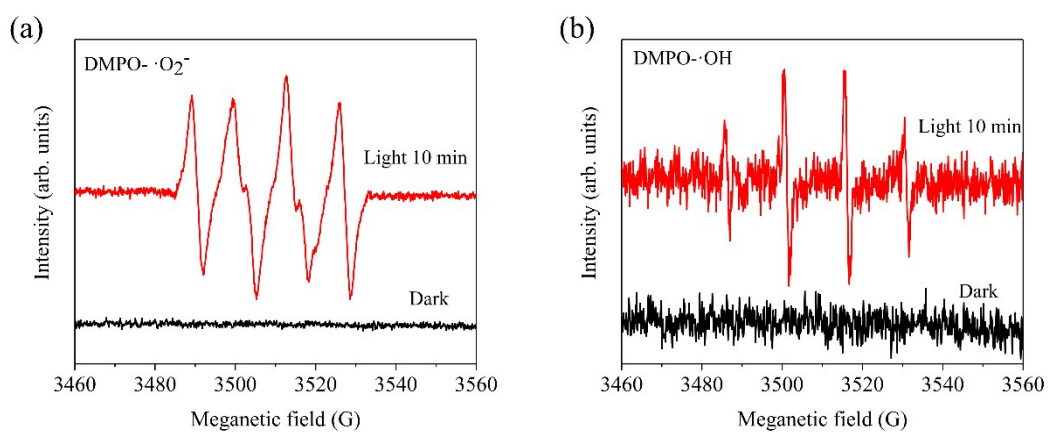 (a)
DMPO- ·O₂⁻
Light 10 min
Dark
Intensity (arb. units)
3460 3480 3500 3520 3540 3560
Meganetic field (G)
(b)
DMPO-·OH
Light 10 min
Dark
Intensity (arb. units)
3460 3480 3500 3520 3540 3560
Meganetic field (G)